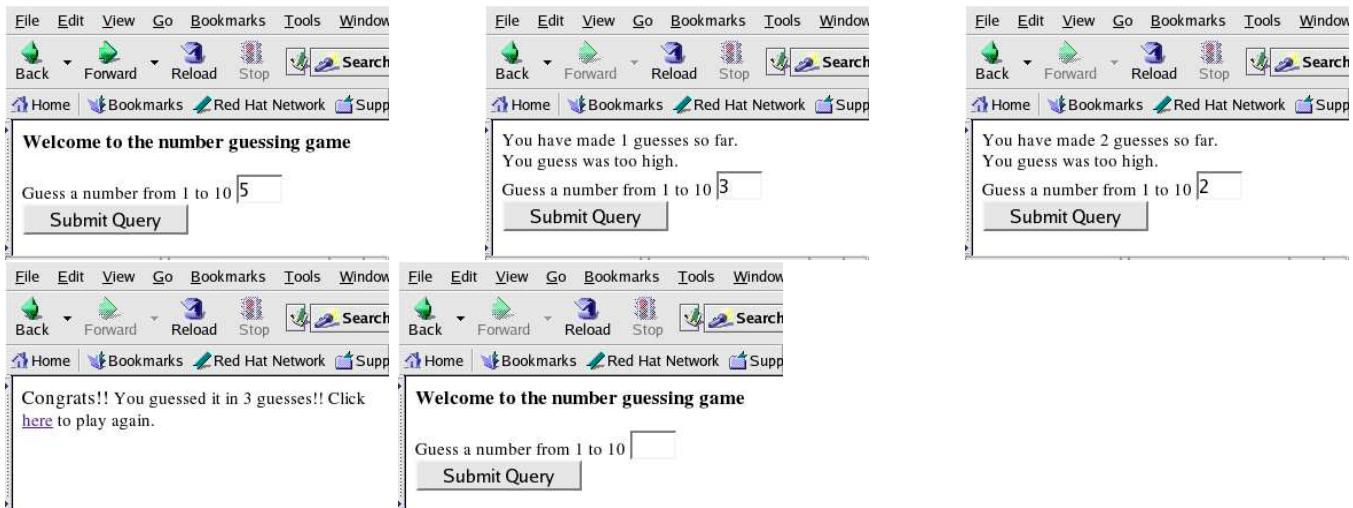 File Edit View Go Bookmarks Tools Window
Back Forward Reload Stop Search
Home Bookmarks Red Hat Network Supp
Welcome to the number guessing game
Guess a number from 1 to 10 5
Submit Query
File Edit View Go Bookmarks Tools Window
Back Forward Reload Stop Search
Home Bookmarks Red Hat Network Supp
You have made 1 guesses so far.
You guess was too high.
Guess a number from 1 to 10 3
Submit Query
File Edit View Go Bookmarks Tools Window
Back Forward Reload Stop Search
Home Bookmarks Red Hat Network Supp
You have made 2 guesses so far.
You guess was too high.
Guess a number from 1 to 10 2
Submit Query
File Edit View Go Bookmarks Tools Window
Back Forward Reload Stop Search
Home Bookmarks Red Hat Network Supp
Congrats!! You guessed it in 3 guesses!! Click
here to play again.
File Edit View Go Bookmarks Tools Window
Back Forward Reload Stop Search
Home Bookmarks Red Hat Network Supp
Welcome to the number guessing game
Guess a number from 1 to 10
Submit Query